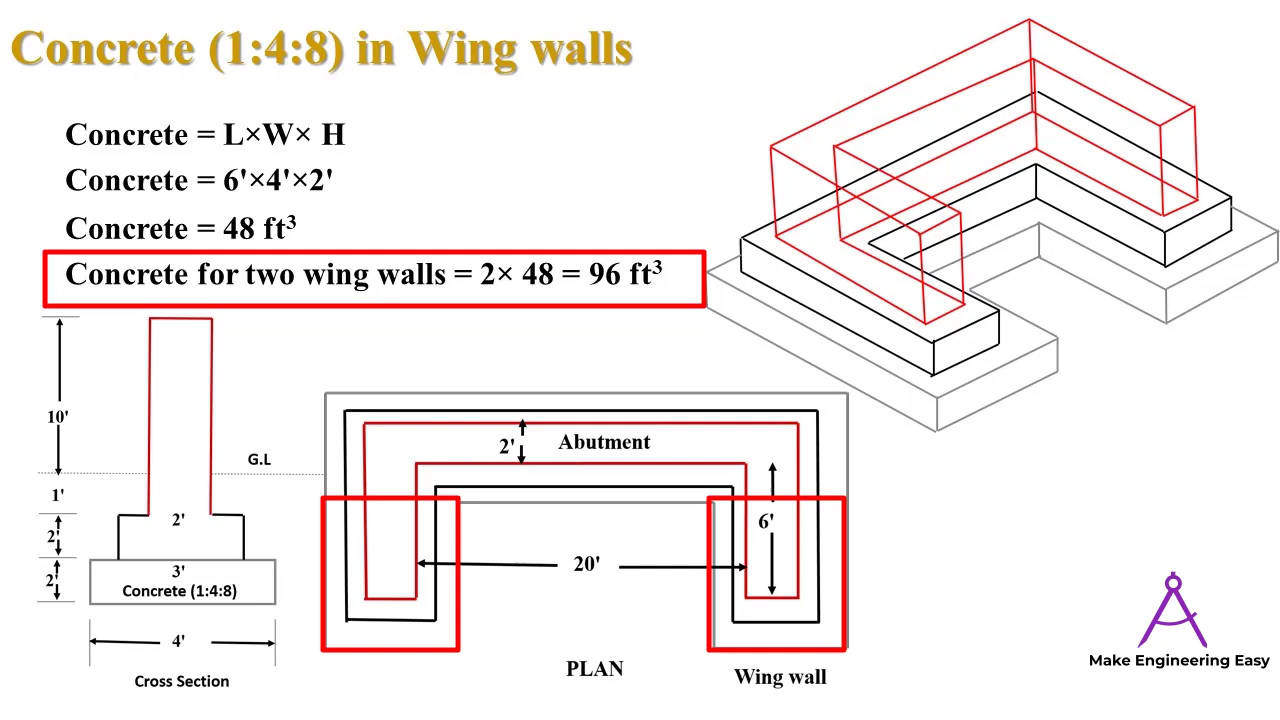 Concrete (1:4:8) in Wing walls
Concrete = L×W× H
Concrete = 6'×4'×2'
Concrete = 48 ft³
Concrete for two wing walls = 2× 48 = 96 ft³
10'
G.L
1'
2'
2'
3'
2'
Concrete (1:4:8)
4'
Cross Section
2'
Abutment
6'
20'
PLAN
Wing wall
Make Engineering Easy